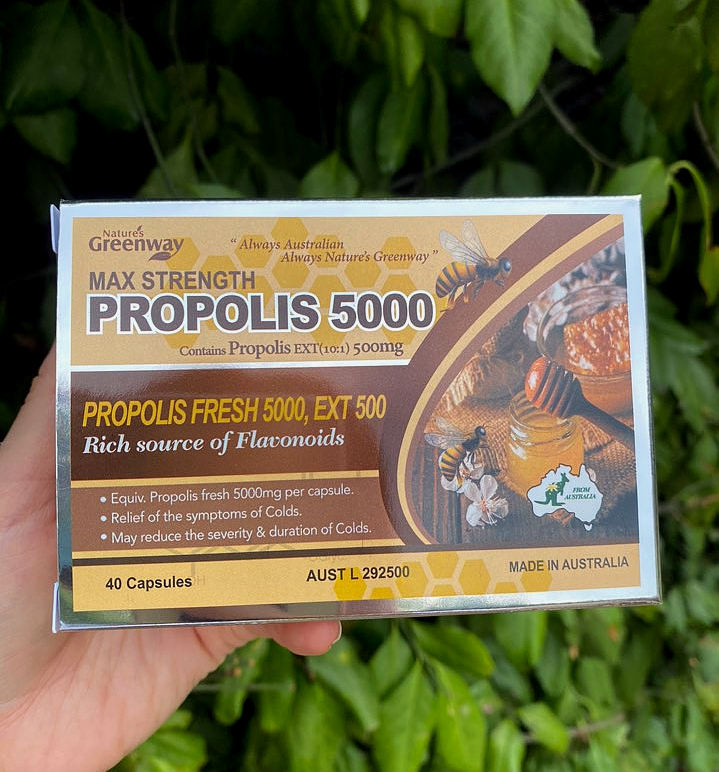 Nature's
Greenway
“ Always Australian
Always Nature's Greenway ”
MAX STRENGTH
PROPOLIS 5000
Contains Propolis EXT(10:1) 500mg
PROPOLIS FRESH 5000, EXT 500
Rich source of Flavonoids
• Equiv. Propolis fresh 5000mg per capsule.
• Relief of the symptoms of Colds.
• May reduce the severity & duration of Colds.
FROM
AUSTRALIA
40 Capsules
AUST L 292500
MADE IN AUSTRALIA